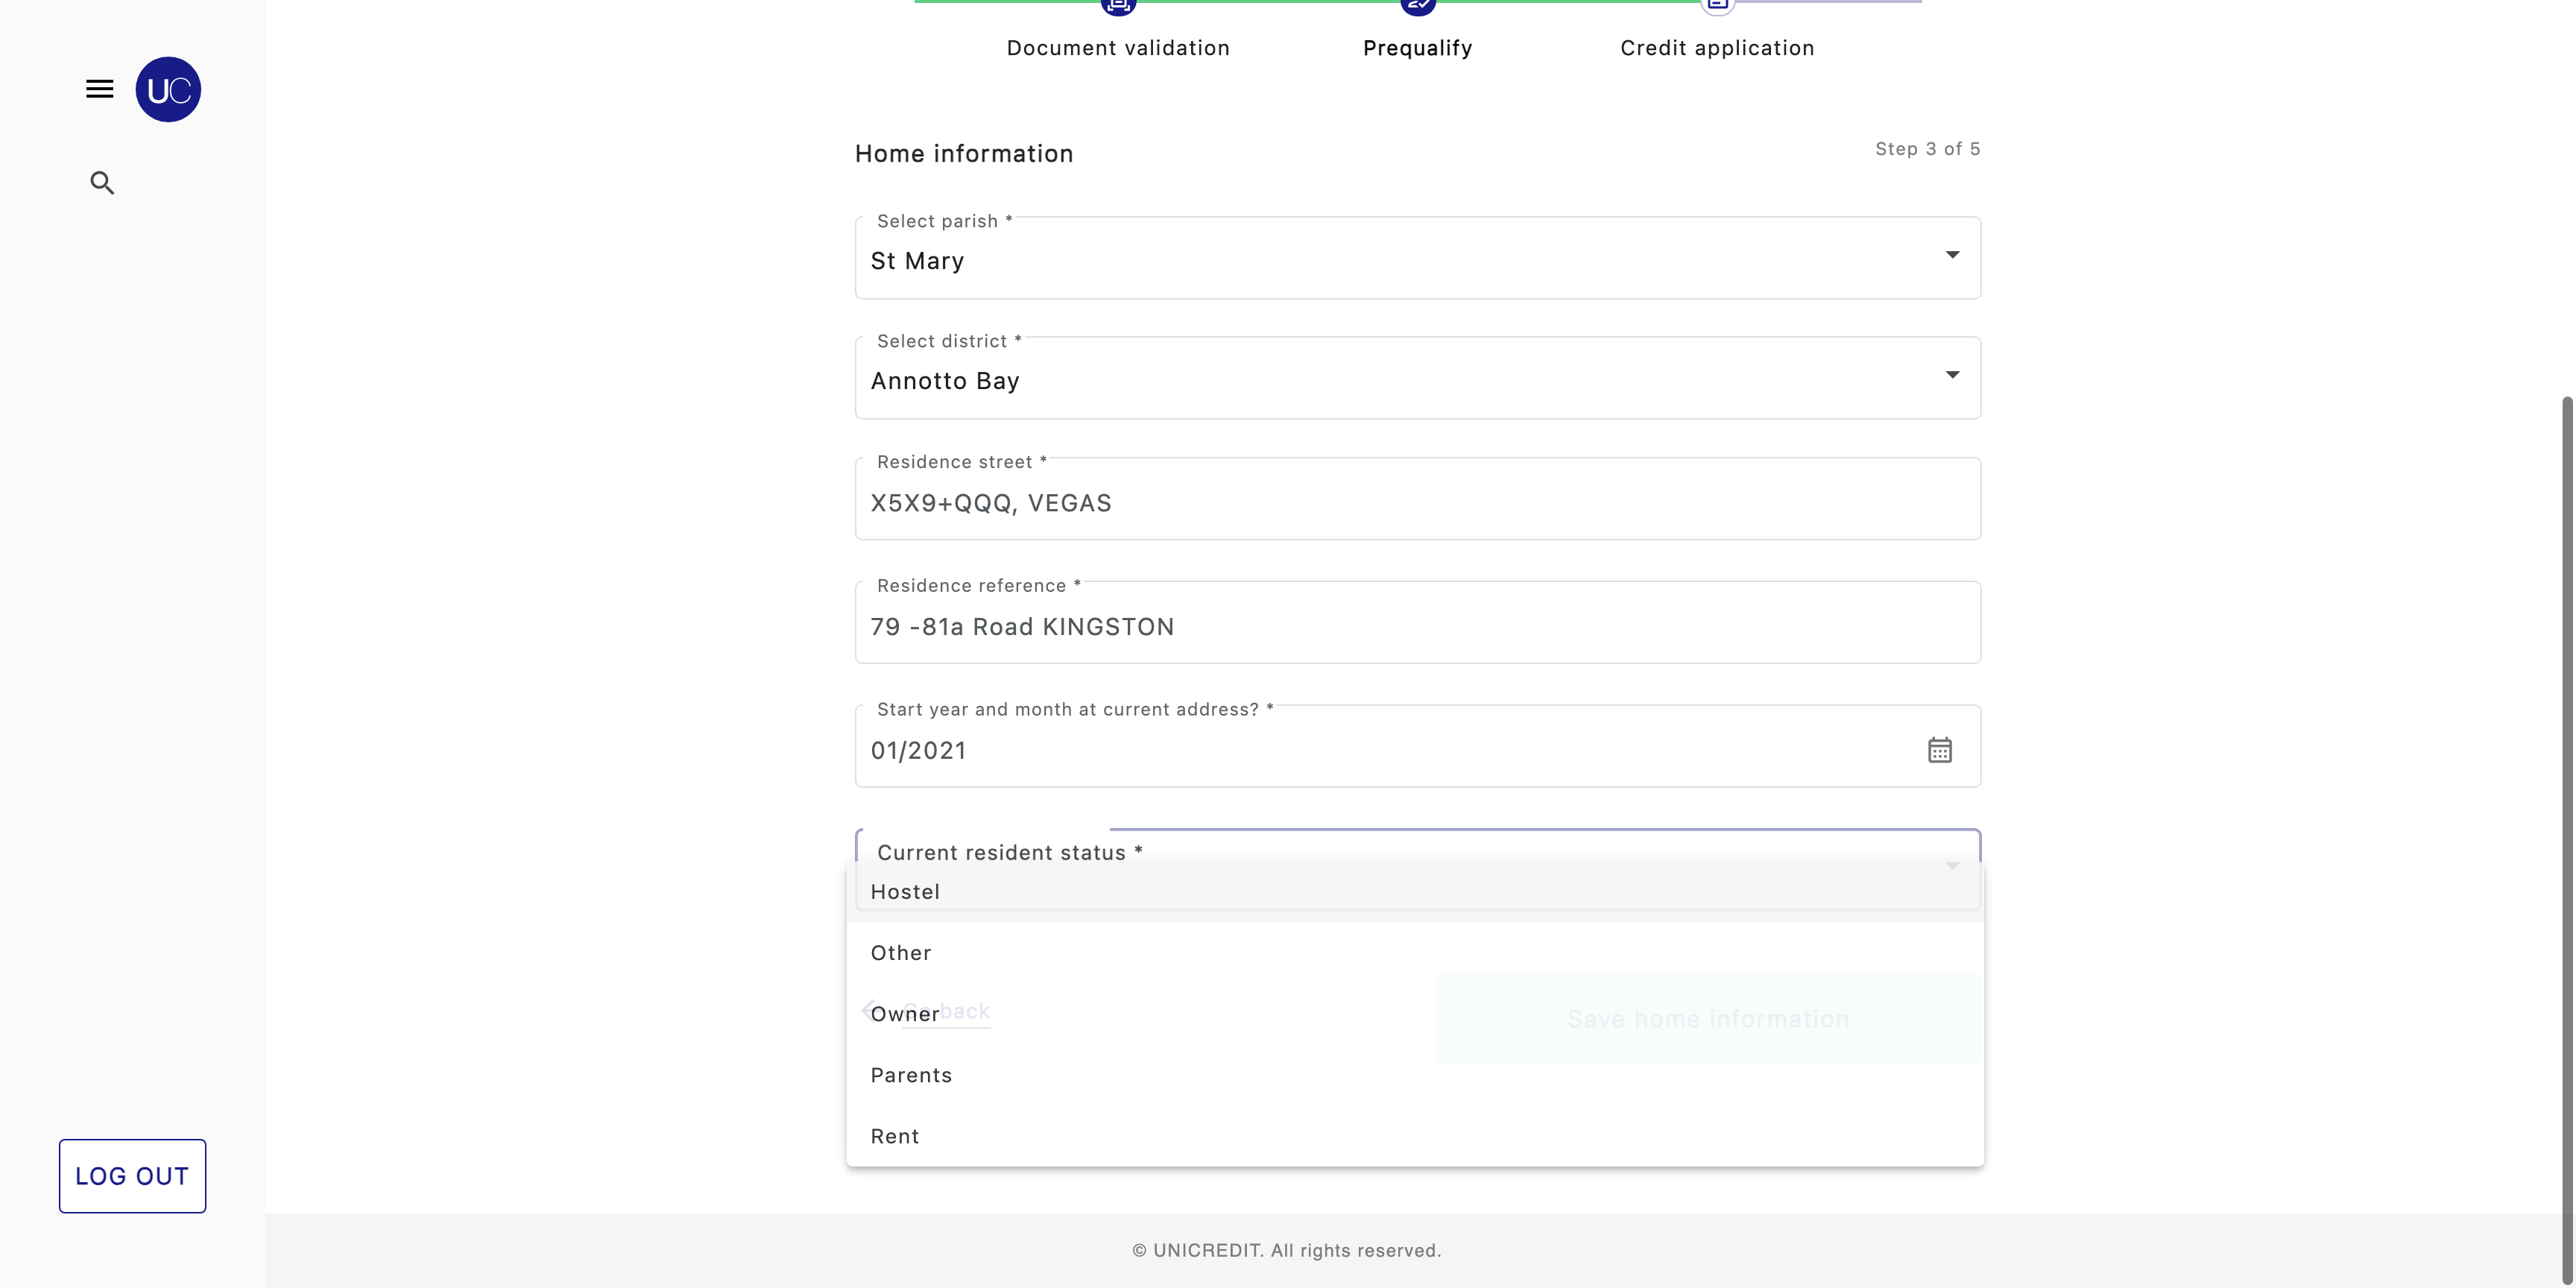 Document validation
Prequalify
Credit application
UC
Home information
Step 3 of 5
Select parish *
St Mary
Select district *
Annotto Bay
Residence street *
X5X9+QQQ, VEGAS
Residence reference *
79 -81a Road KINGSTON
Start year and month at current address? *
01/2021
Current resident status *
Hostel
Other
Go back
Owner
Save home information
Parents
Rent
LOG OUT
© UNICREDIT. All rights reserved.